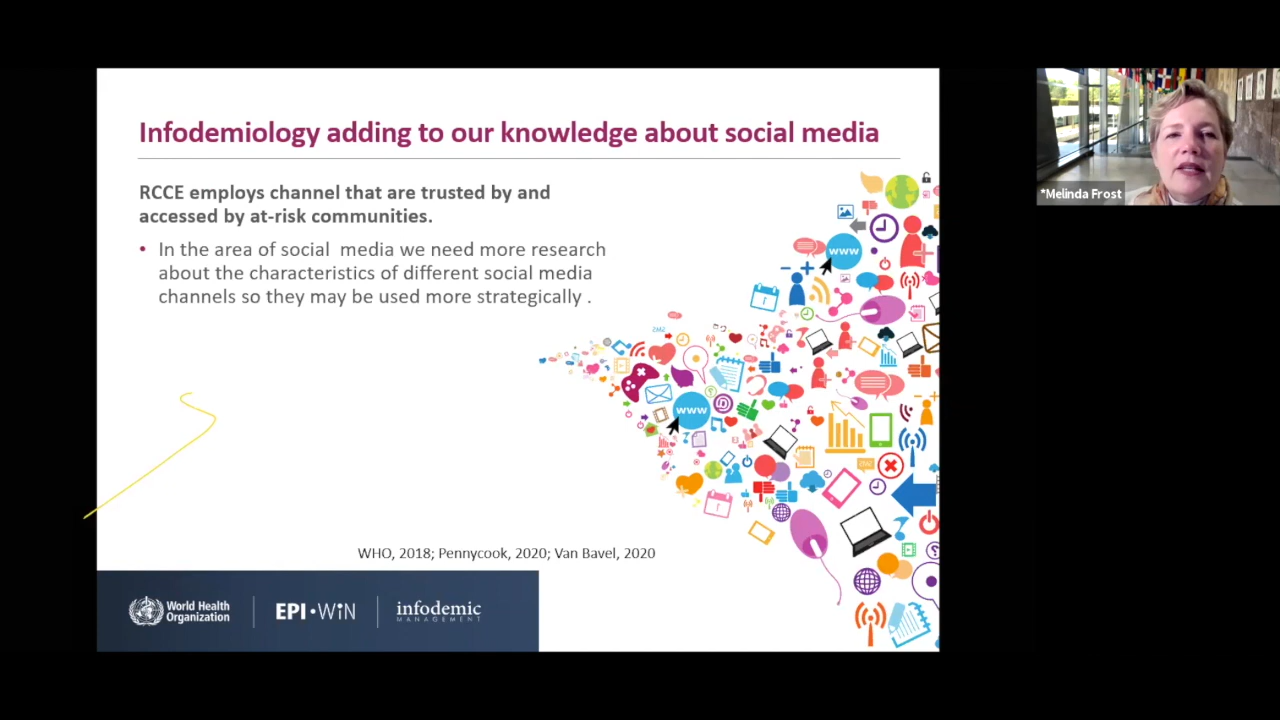 Infodemiology adding to our knowledge about social media
RCCE employs channel that are trusted by and
accessed by at-risk communities.
• In the area of social media we need more research
about the characteristics of different social media
channels so they may be used more strategically .
www
www
WHO, 2018; Pennycook, 2020; Van Bavel, 2020
World Health
Organization
EPI•WiN
infodemic
MANAGEMENT
*Melinda Frost